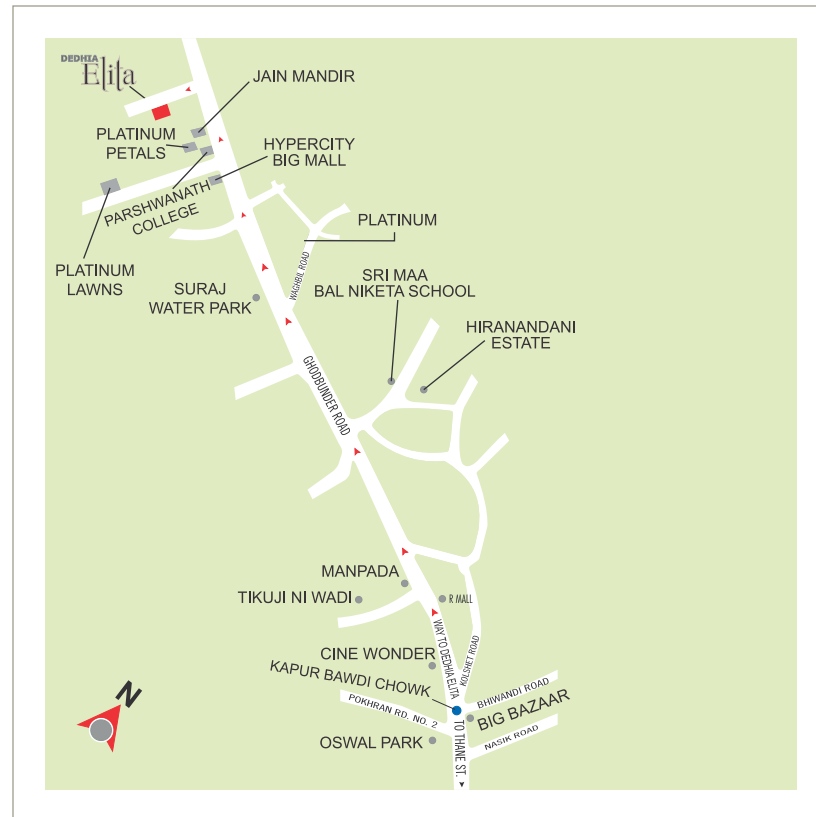 DEDHIA
Elita
JAIN MANDIR
PLATINUM
PETALS
HYPERCITY
BIG MALL
PARSHWANATH
COLLEGE
PLATINUM
PLATINUM
LAWNS
WAGHBIL ROAD
SURAJ
WATER PARK
SRI MAA
BAL NIKETA SCHOOL
HIRANANDANI
ESTATE
GHODBUNDER ROAD
MANPADA
TIKUJI NI WADI
R MALL
WAY TO DEDHIA ELITA
KOLSHET ROAD
CINE WONDER
KAPUR BAWDI CHOWK
BHIWANDI ROAD
POKHRAN RD. NO. 2
BIG BAZAAR
OSWAL PARK
TO THANE ST.
NASIK ROAD
N